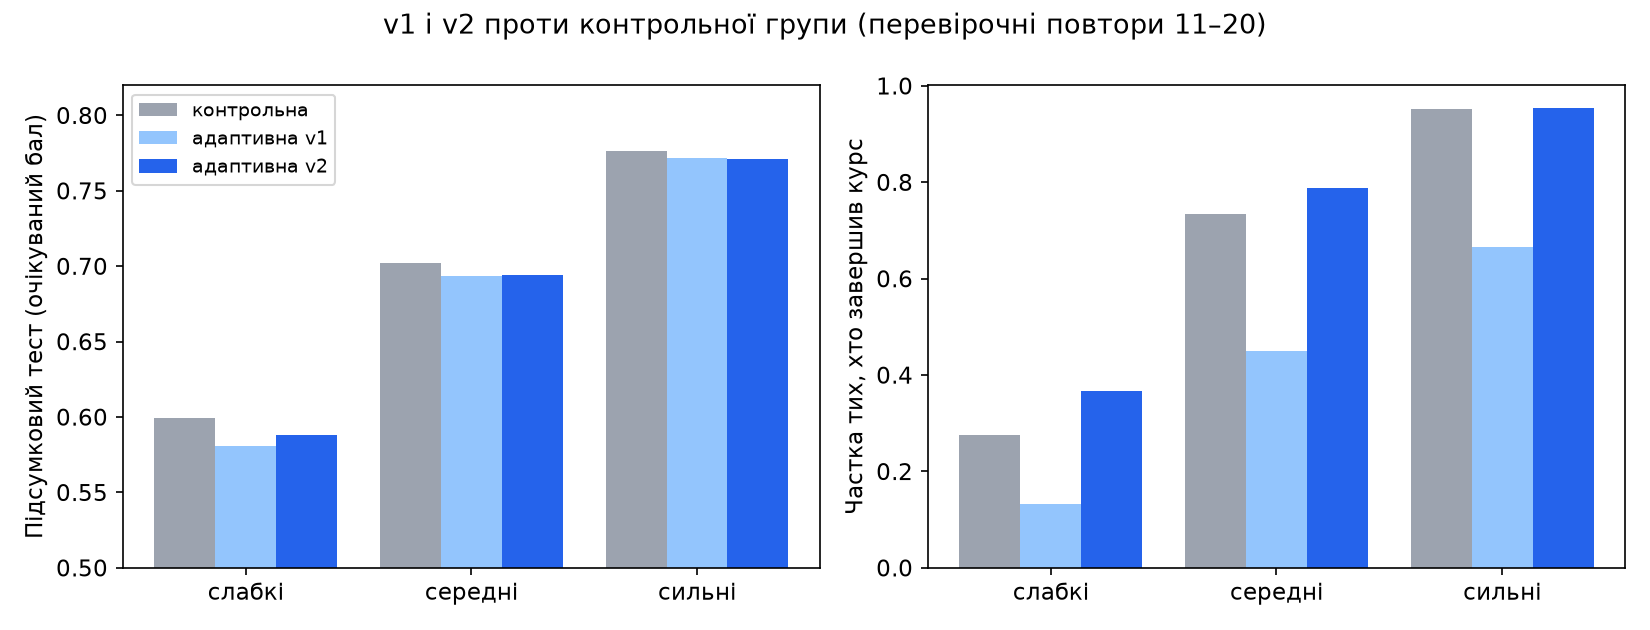 v1 і v2 проти контрольної групи (перевірочні повтори 11–20)
Підсумковий тест (очікуваний бал)
0.80
0.75
0.70
0.65
0.60
0.55
0.50
контрольна
адаптивна v1
адаптивна v2
слабкі
середні
сильні
Частка тих, хто завершив курс
1.0
0.8
0.6
0.4
0.2
0.0
слабкі
середні
сильні